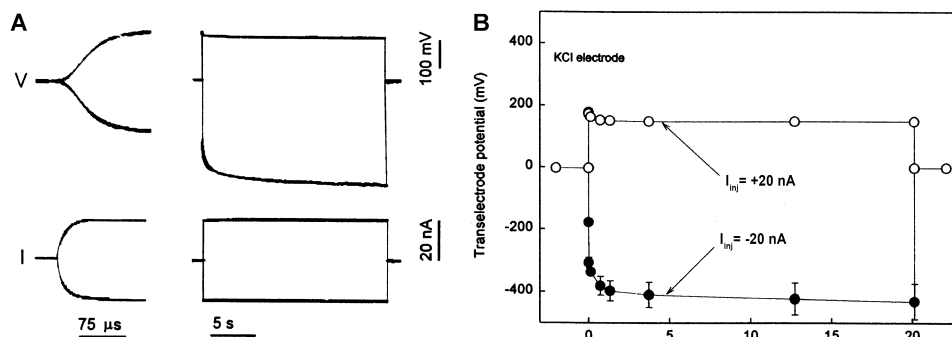 A
V
100 mV
I
20 nA
75 µs
5 s
B
Transelectrode potential (mV)
400
200
0
-200
-400
KCl electrode
I inj = +20 nA
I inj = -20 nA
0
5
10
15
20